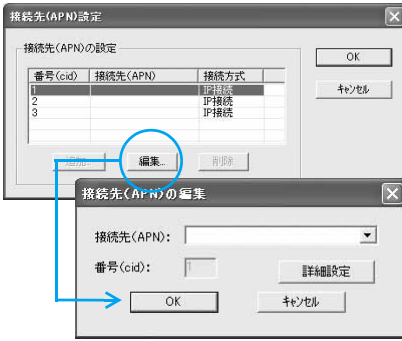 接続先(APN)設定
接続先(APN)の設定
番号(cid) 接続先(APN) 接続方式
1 IP接続
2 IP接続
3 IP接続
追加... 編集... 削除
OK
キャンセル
接続先(APN)の編集
接続先(APN):
番号(cid): 1
詳細設定
OK キャンセル